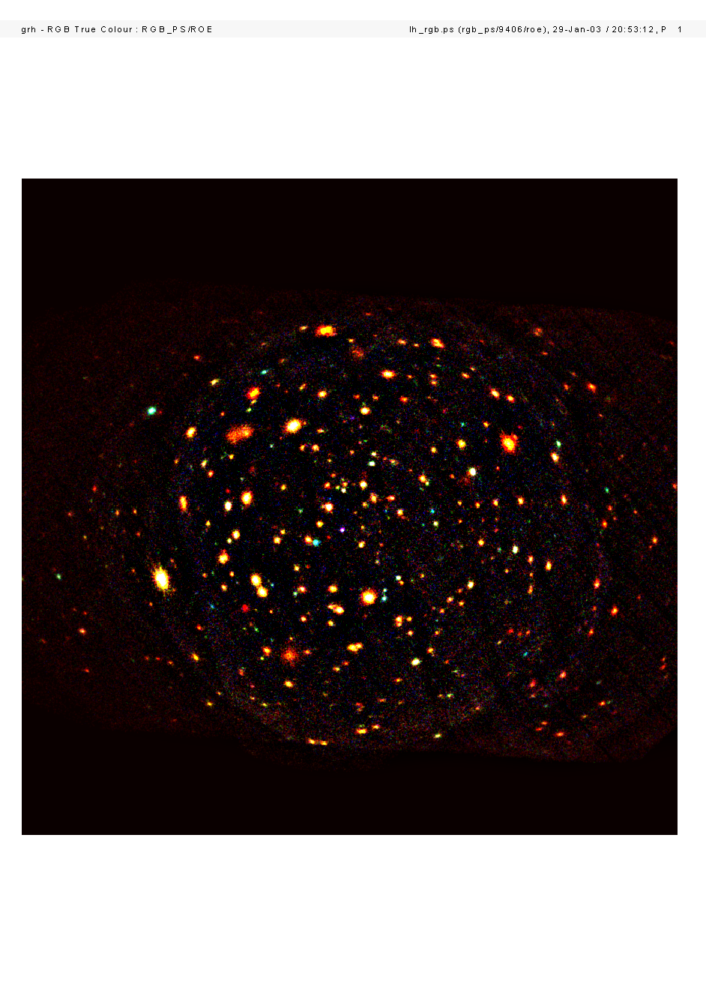 grh - RGB True Colour : RGB_PS/ROE lh_rgb.ps (rgb_ps/9406/roe), 29-Jan-03 / 20:53:12, P 1